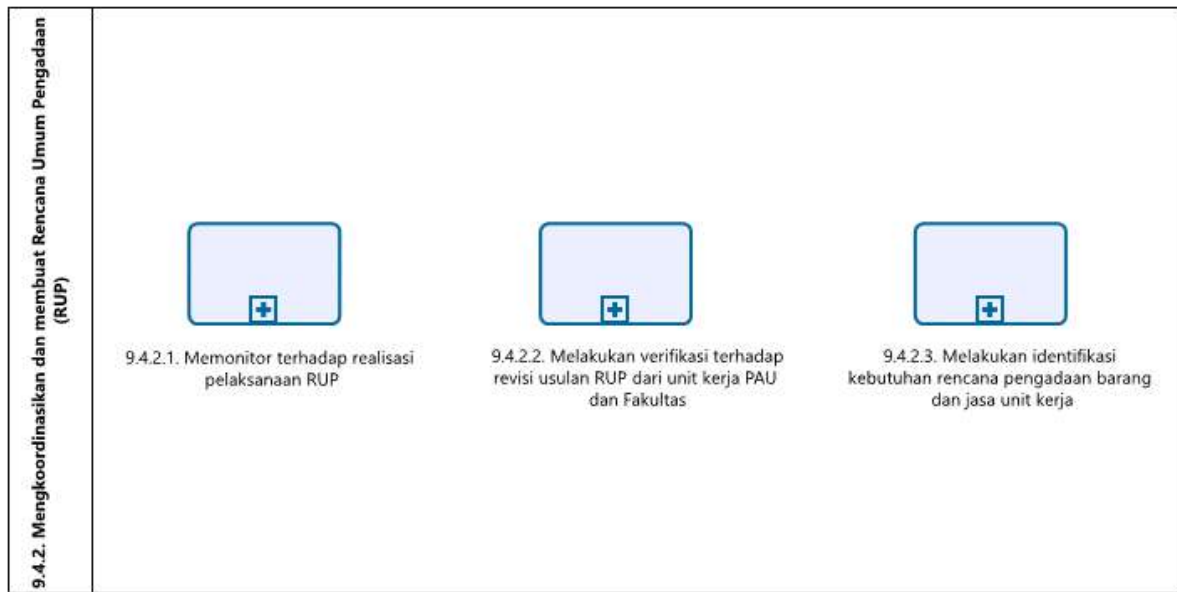 9.4.2. Mengkoordinasikan dan membuat Rencana Umum Pengadaan
(RUP)
9.4.2.1. Memonitor terhadap realisasi
pelaksanaan RUP
9.4.2.2. Melakukan verifikasi terhadap
revisi usulan RUP dari unit kerja PAU
dan Fakultas
9.4.2.3. Melakukan identifikasi
kebutuhan rencana pengadaan barang
dan jasa unit kerja